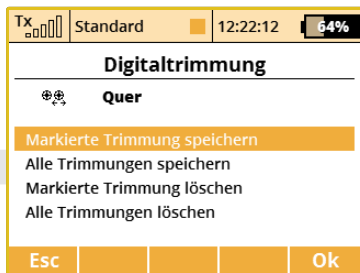 Tx Standard 12:22:12 64%
Digitaltrimmung
Quer
Markierte Trimmung speichern
Alle Trimmungen speichern
Markierte Trimmung löschen
Alle Trimmungen löschen
Esc Ok